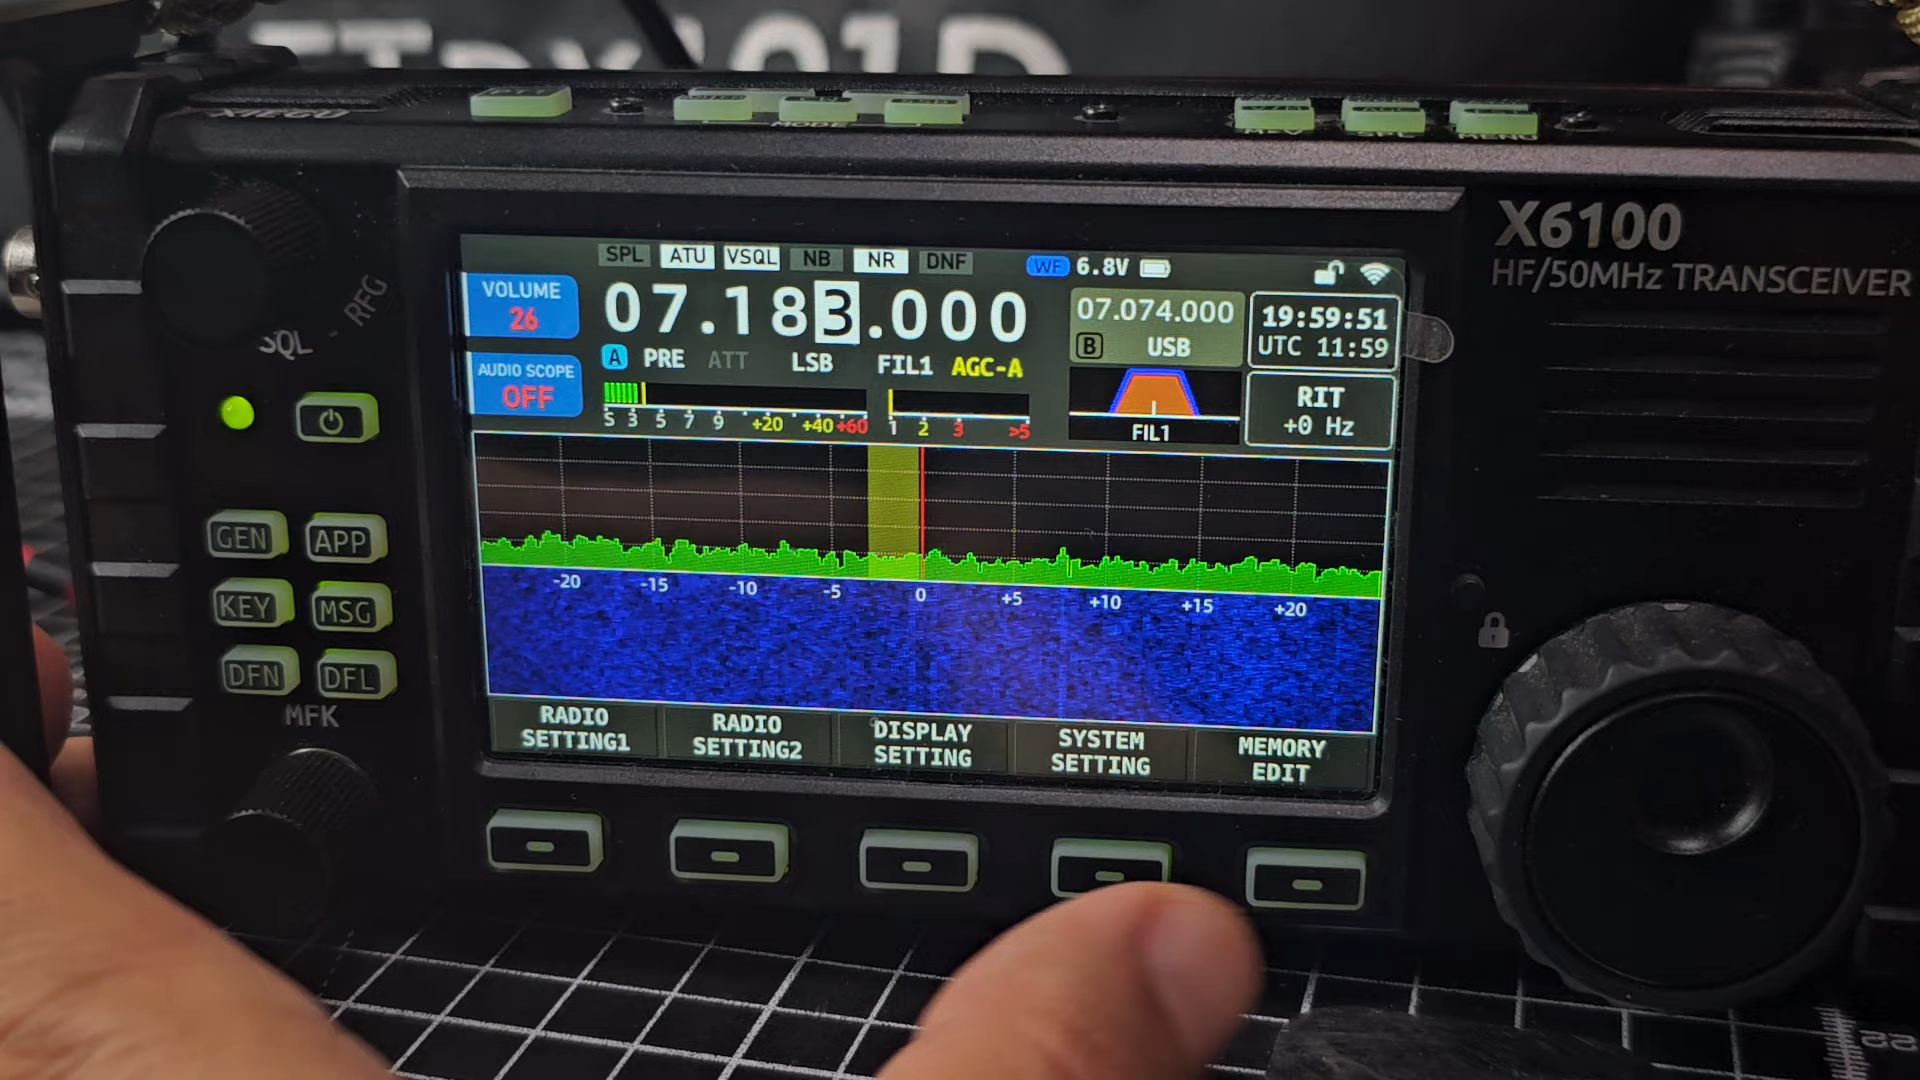 XIEGU
MODE
X6100
HF/50MHz TRANSCEIVER
SPL ATU VSQL NB NR DNF WF 6.8V
VOLUME
26
07.183.000
07.074.000
B USB
19:59:51
UTC 11:59
A PRE ATT LSB FIL1 AGC-A
AUDIO SCOPE
OFF
S 3 5 7 9 +20 +40 +60
1 2 3 >5
FIL1
RIT
+0 Hz
-20 -15 -10 -5 0 +5 +10 +15 +20
RADIO
SETTING1
RADIO
SETTING2
DISPLAY
SETTING
SYSTEM
SETTING
MEMORY
EDIT
SQL - RFG
GEN APP
KEY MSG
DFN DFL
MFK